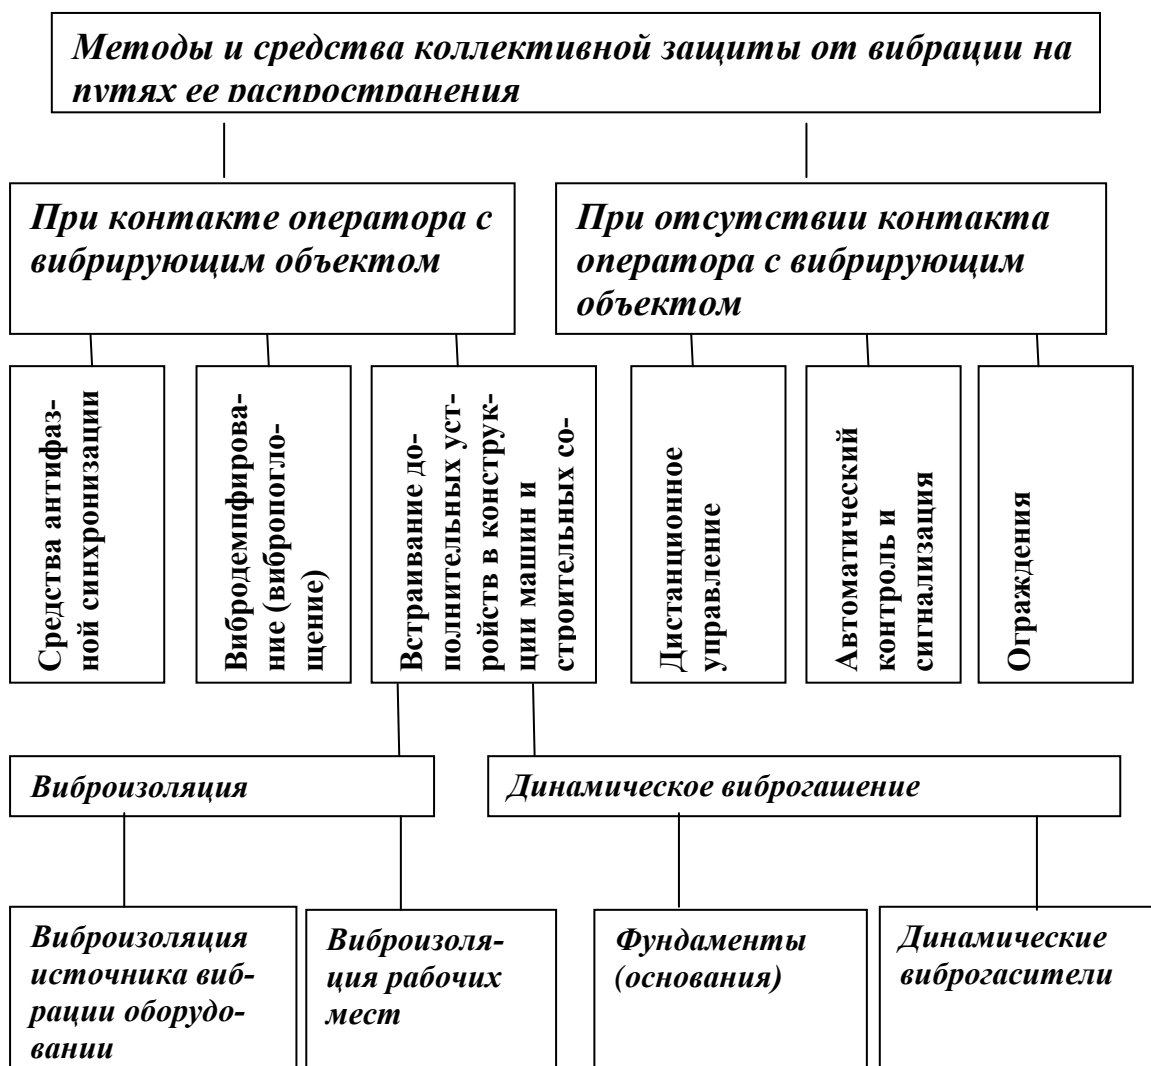 Методы и средства коллективной защиты от вибрации на
путях ее распространения
При контакте оператора с
вибрирующим объектом
При отсутствии контакта
оператора с вибрирующим
объектом
Средства антифаз-
ной синхронизации
Вибродемпфирова-
ние (вибропогло-
щение)
Встраивание до-
полнительных уст-
ройств в конструк-
ции машин и
строительных со-
Дистанционное
управление
Автоматический
контроль и
сигнализация
Ограждения
Виброизоляция
Динамическое виброгашение
Виброизоляция
источника виб-
рации оборудо-
вании
Виброизоля-
ция рабочих
мест
Фундаменты
(основания)
Динамические
виброгасители